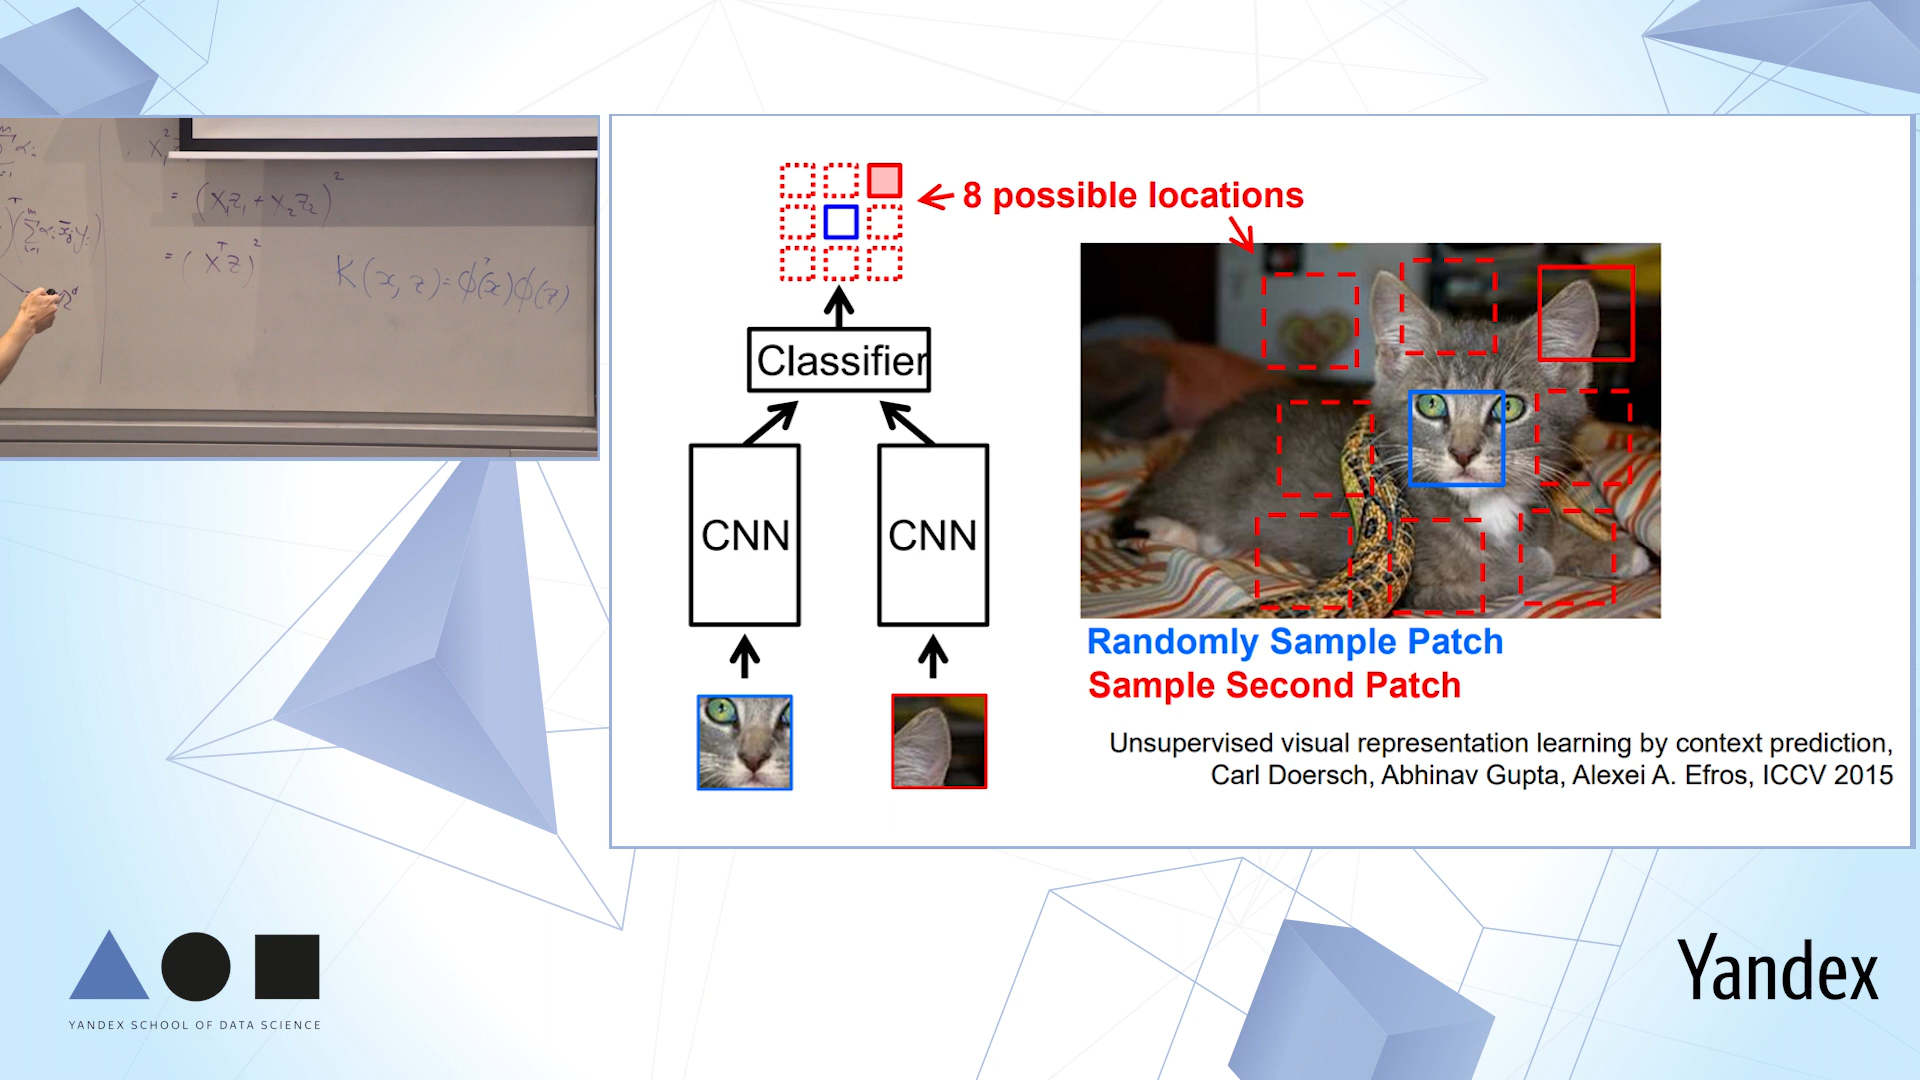 = (x₁z₁ + x₂z₂)²
= (xᵀz)²
K(x, z) = ϕᵀ(x)ϕ(z)
8 possible locations
Classifier
CNN CNN
Randomly Sample Patch
Sample Second Patch
Unsupervised visual representation learning by context prediction,
Carl Doersch, Abhinav Gupta, Alexei A. Efros, ICCV 2015
YANDEX SCHOOL OF DATA SCIENCE
Yandex